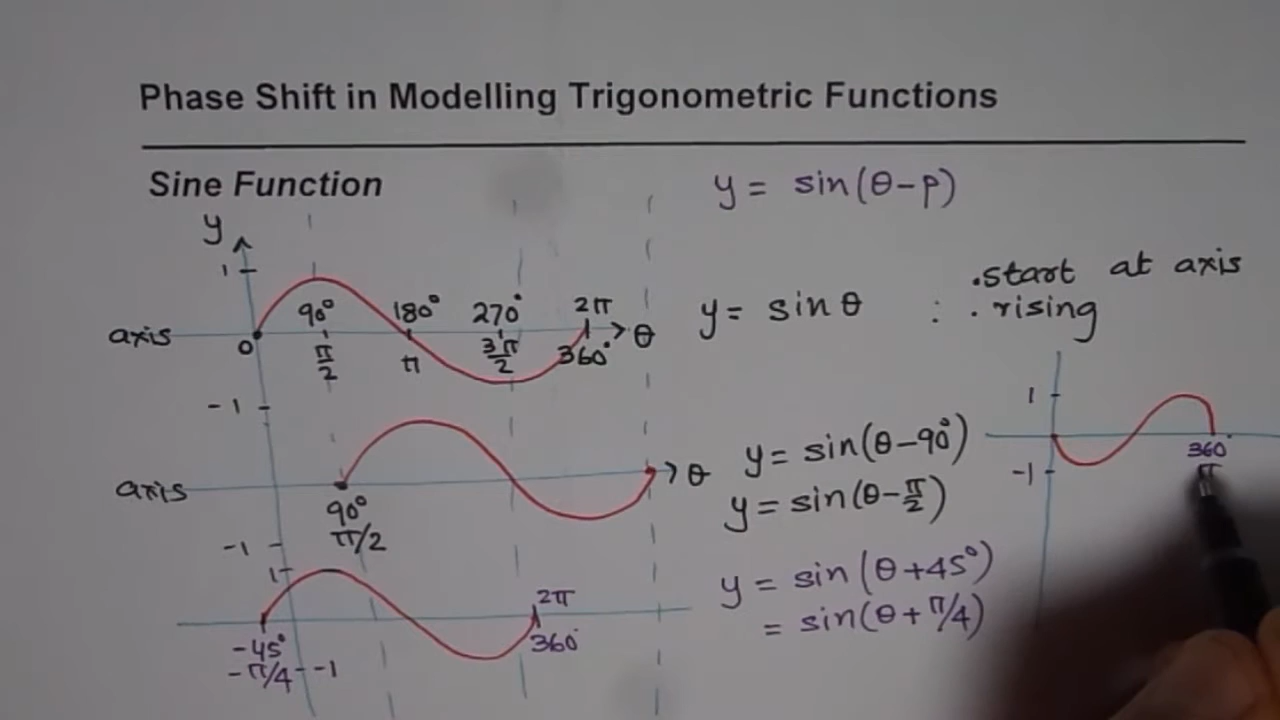 Phase Shift in Modelling Trigonometric Functions
Sine Function
y = sin(θ-p)
y
1
axis
0
90°
π/2
180°
π
270°
3π/2
2π
360°
θ
-1
y = sinθ : .start at axis
. rising
axis
90°
π/2
θ
-1
y = sin(θ-90°)
y = sin(θ-π/2)
1
-45°
-π/4
-1
2π
360°
y = sin(θ+45°)
= sin(θ+π/4)
1
-1
360°
π